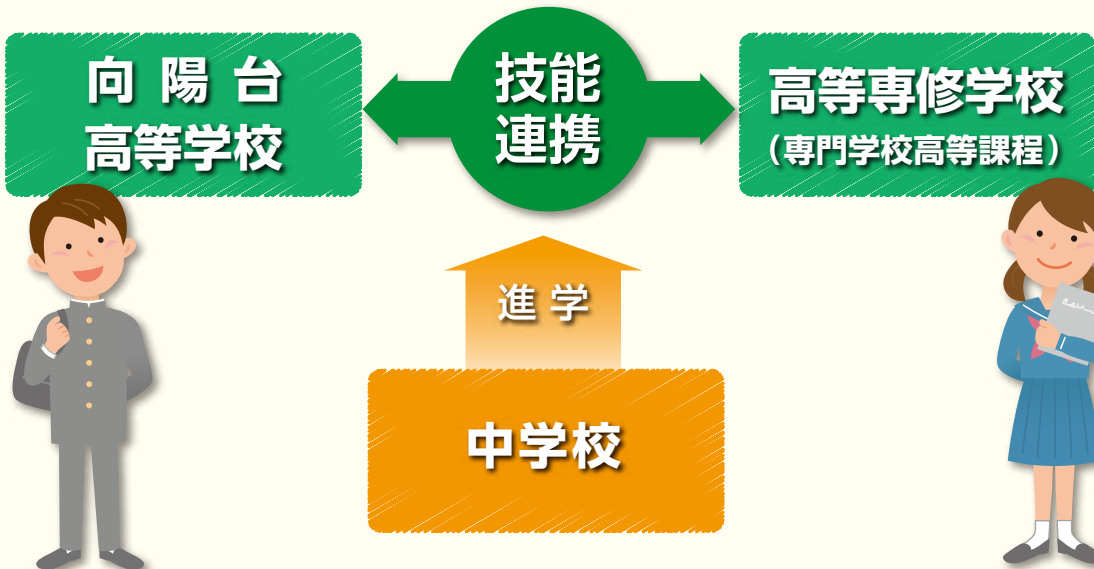 向陽台
高等学校
技能
連携
高等専修学校
（専門学校高等課程）
進学
中学校